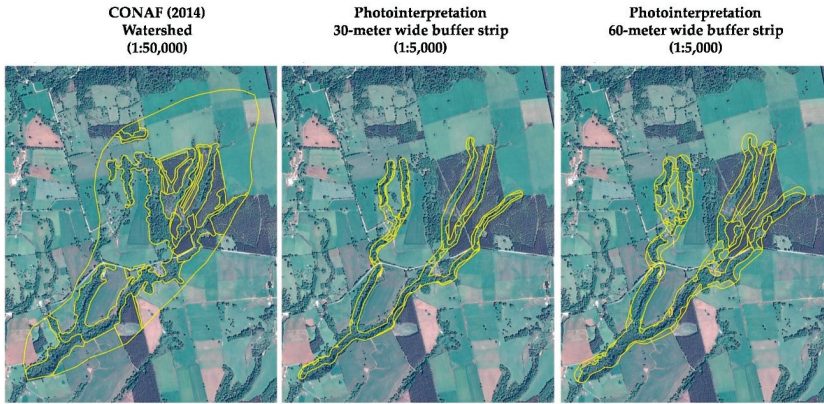 CONAF (2014)
Watershed
(1:50,000)
Photointerpretation
30-meter wide buffer strip
(1:5,000)
Photointerpretation
60-meter wide buffer strip
(1:5,000)